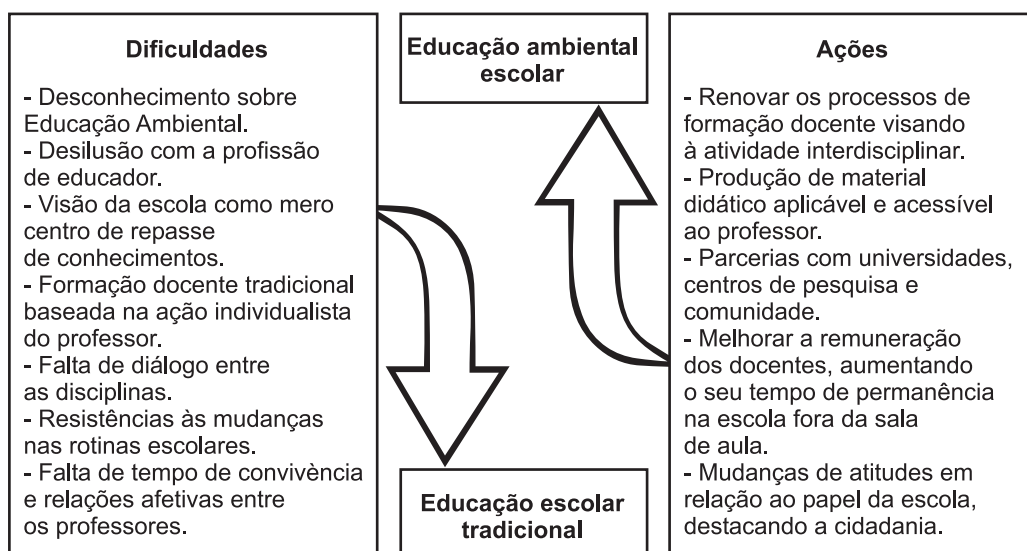 Dificuldades
- Desconhecimento sobre
Educação Ambiental.
- Desilusão com a profissão
de educador.
- Visão da escola como mero
centro de repasse
de conhecimentos.
- Formação docente tradicional
baseada na ação individualista
do professor.
- Falta de diálogo entre
as disciplinas.
- Resistências às mudanças
nas rotinas escolares.
- Falta de tempo de convivència
e relações afetivas entre
os professores.
Educação ambiental
escolar
Educação escolar
tradicional
Ações
- Renovar os processos de
formação docente visando
à atividade interdisciplinar.
- Produção de material
didático aplicável e acessível
ao professor.
- Parcerias com universidades,
centros de pesquisa e
comunidade.
- Melhorar a remuneração
dos docentes, aumentando
o seu tempo de permanência
na escola fora da sala
de aula.
- Mudanças de atitudes em
relação ao papel da escola,
destacando a cidadania.